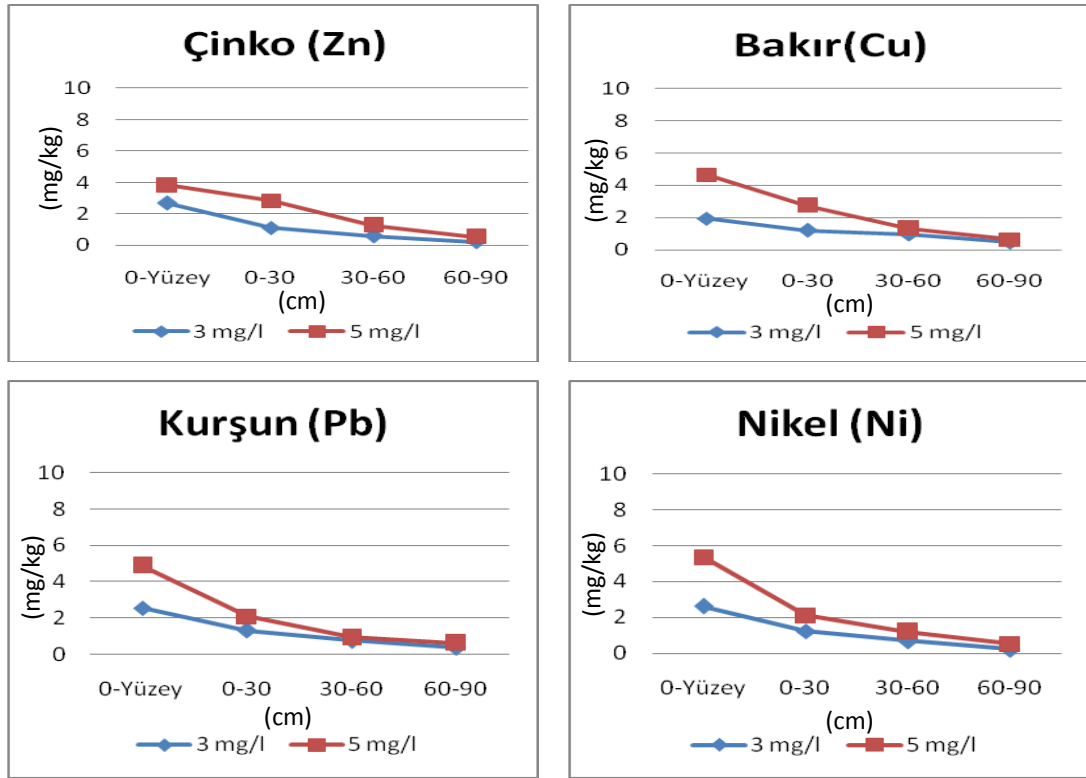 Çinko (Zn)
10
8
6
4
2
0
(mg/kg)
0-Yüzey 0-30 30-60 60-90
(cm)
3 mg/l 5 mg/l
Bakır(Cu)
10
8
6
4
2
0
(mg/kg)
0-Yüzey 0-30 30-60 60-90
(cm)
3 mg/l 5 mg/l
Kurşun (Pb)
10
8
6
4
2
0
(mg/kg)
0-Yüzey 0-30 30-60 60-90
(cm)
3 mg/l 5 mg/l
Nikel (Ni)
10
8
6
4
2
0
(mg/kg)
0-Yüzey 0-30 30-60 60-90
(cm)
3 mg/l 5 mg/l